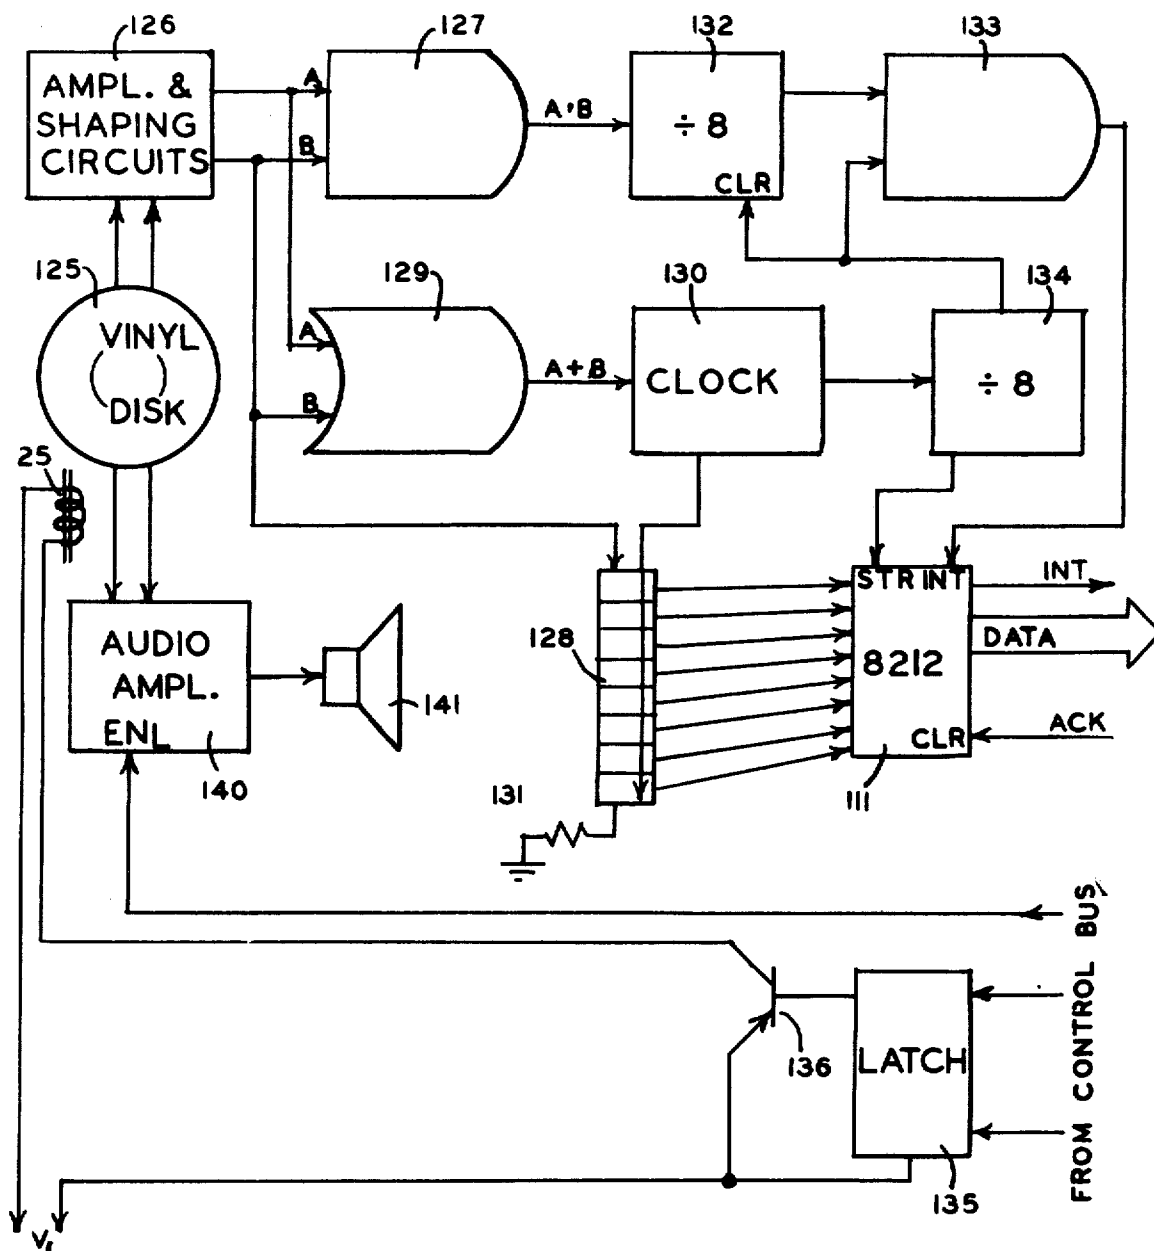 126
AMPL. &
SHAPING
CIRCUITS
A
B
127
A·B
132
÷ 8
CLR
133
125
VINYL
DISK
A
B
129
A+B
130
CLOCK
134
÷ 8
25
AUDIO
AMPL.
ENL
140
141
128
131
STR INT
8212
CLR
111
INT
DATA
ACK
136
LATCH
135
FROM CONTROL BUS